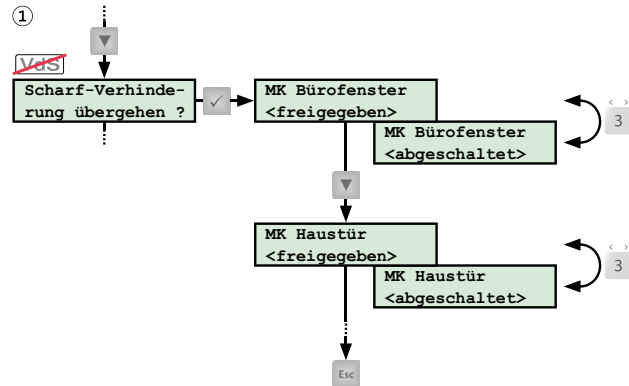 ①
VdS
Scharf-Verhinde-
rung übergehen ?
MK Bürofenster
<freigegeben>
MK Bürofenster
<abgeschaltet>
< >
3
MK Haustür
<freigegeben>
MK Haustür
<abgeschaltet>
< >
3
Esc